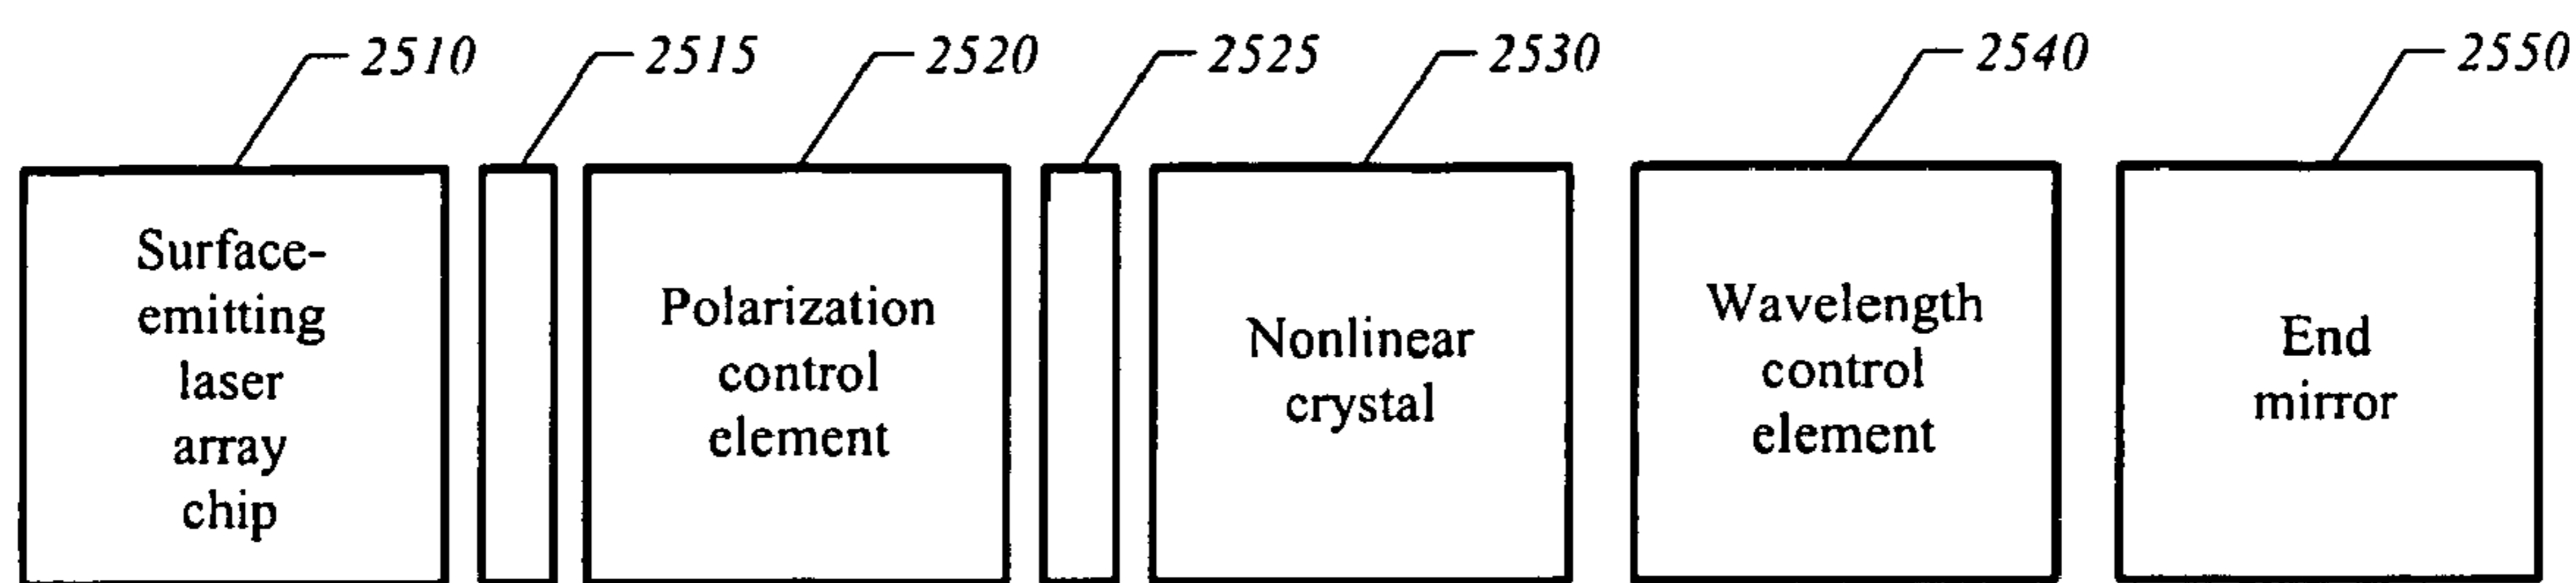 2510
2515
2520
2525
2530
2540
2550
Surface-
emitting
laser
array
chip
Polarization
control
element
Nonlinear
crystal
Wavelength
control
element
End
mirror